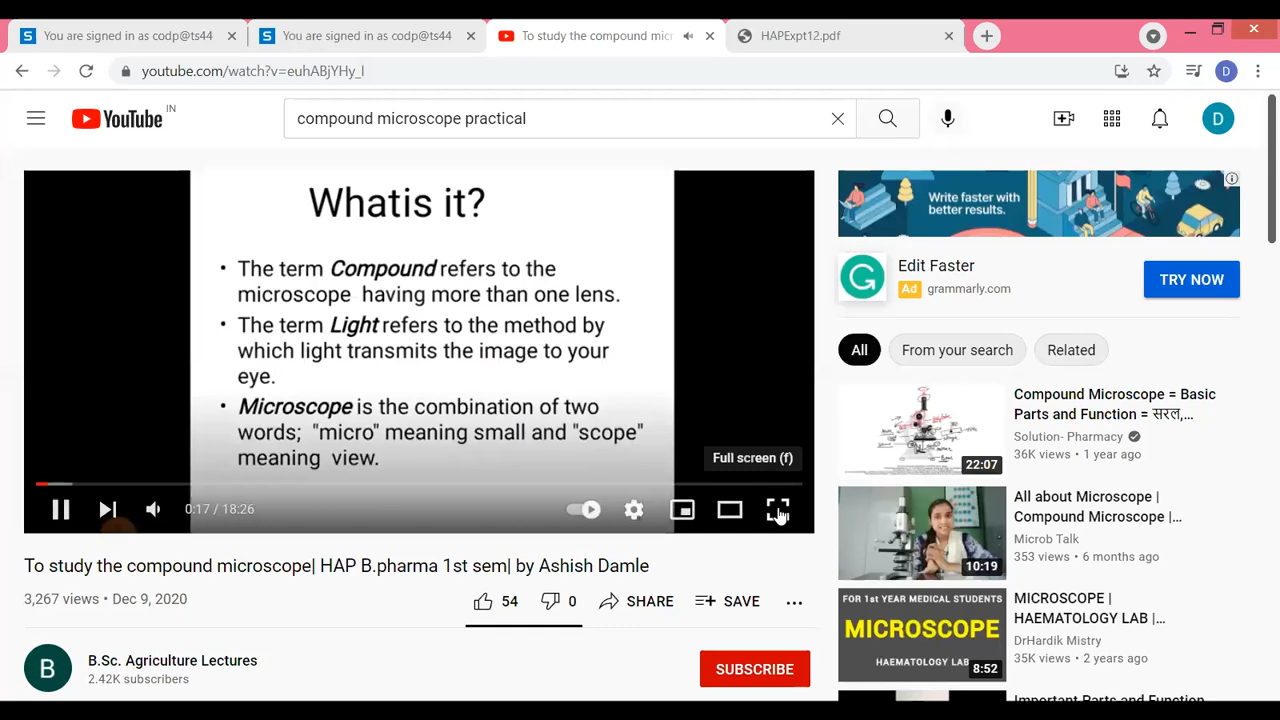 You are signed in as codp@ts44
You are signed in as codp@ts44
To study the compound micr
HAPExpt12.pdf
youtube.com/watch?v=euhABjYHy_I
D
YouTube IN
compound microscope practical
D
Whatis it?
• The term Compound refers to the
microscope having more than one lens.
• The term Light refers to the method by
which light transmits the image to your
eye.
• Microscope is the combination of two
words; "micro" meaning small and "scope"
meaning view.
Full screen (f)
0:17 / 18:26
To study the compound microscope| HAP B.pharma 1st sem| by Ashish Damle
3,267 views • Dec 9, 2020
54
0
SHARE
SAVE
B
B.Sc. Agriculture Lectures
2.42K subscribers
SUBSCRIBE
Write faster with
better results.
Edit Faster
Ad grammarly.com
TRY NOW
All
From your search
Related
22:07
Compound Microscope = Basic
Parts and Function = सरल,...
Solution- Pharmacy
36K views • 1 year ago
10:19
All about Microscope |
Compound Microscope |...
Microb Talk
353 views • 6 months ago
FOR 1st YEAR MEDICAL STUDENTS
MICROSCOPE
HAEMATOLOGY LAB
8:52
MICROSCOPE |
HAEMATOLOGY LAB |...
DrHardik Mistry
35K views • 2 years ago
Important Parts and Function